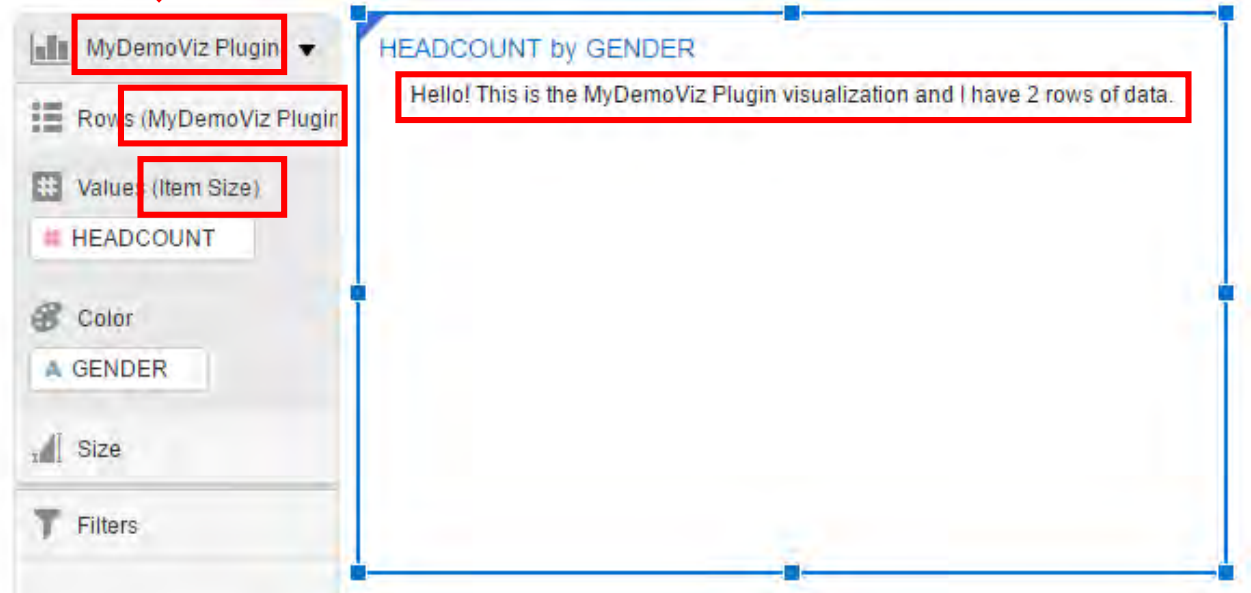 MyDemoViz Plugin
Rows (MyDemoViz Plugin
Values (Item Size)
# HEADCOUNT
Color
A GENDER
Size
Filters
HEADCOUNT by GENDER
Hello! This is the MyDemoViz Plugin visualization and I have 2 rows of data.